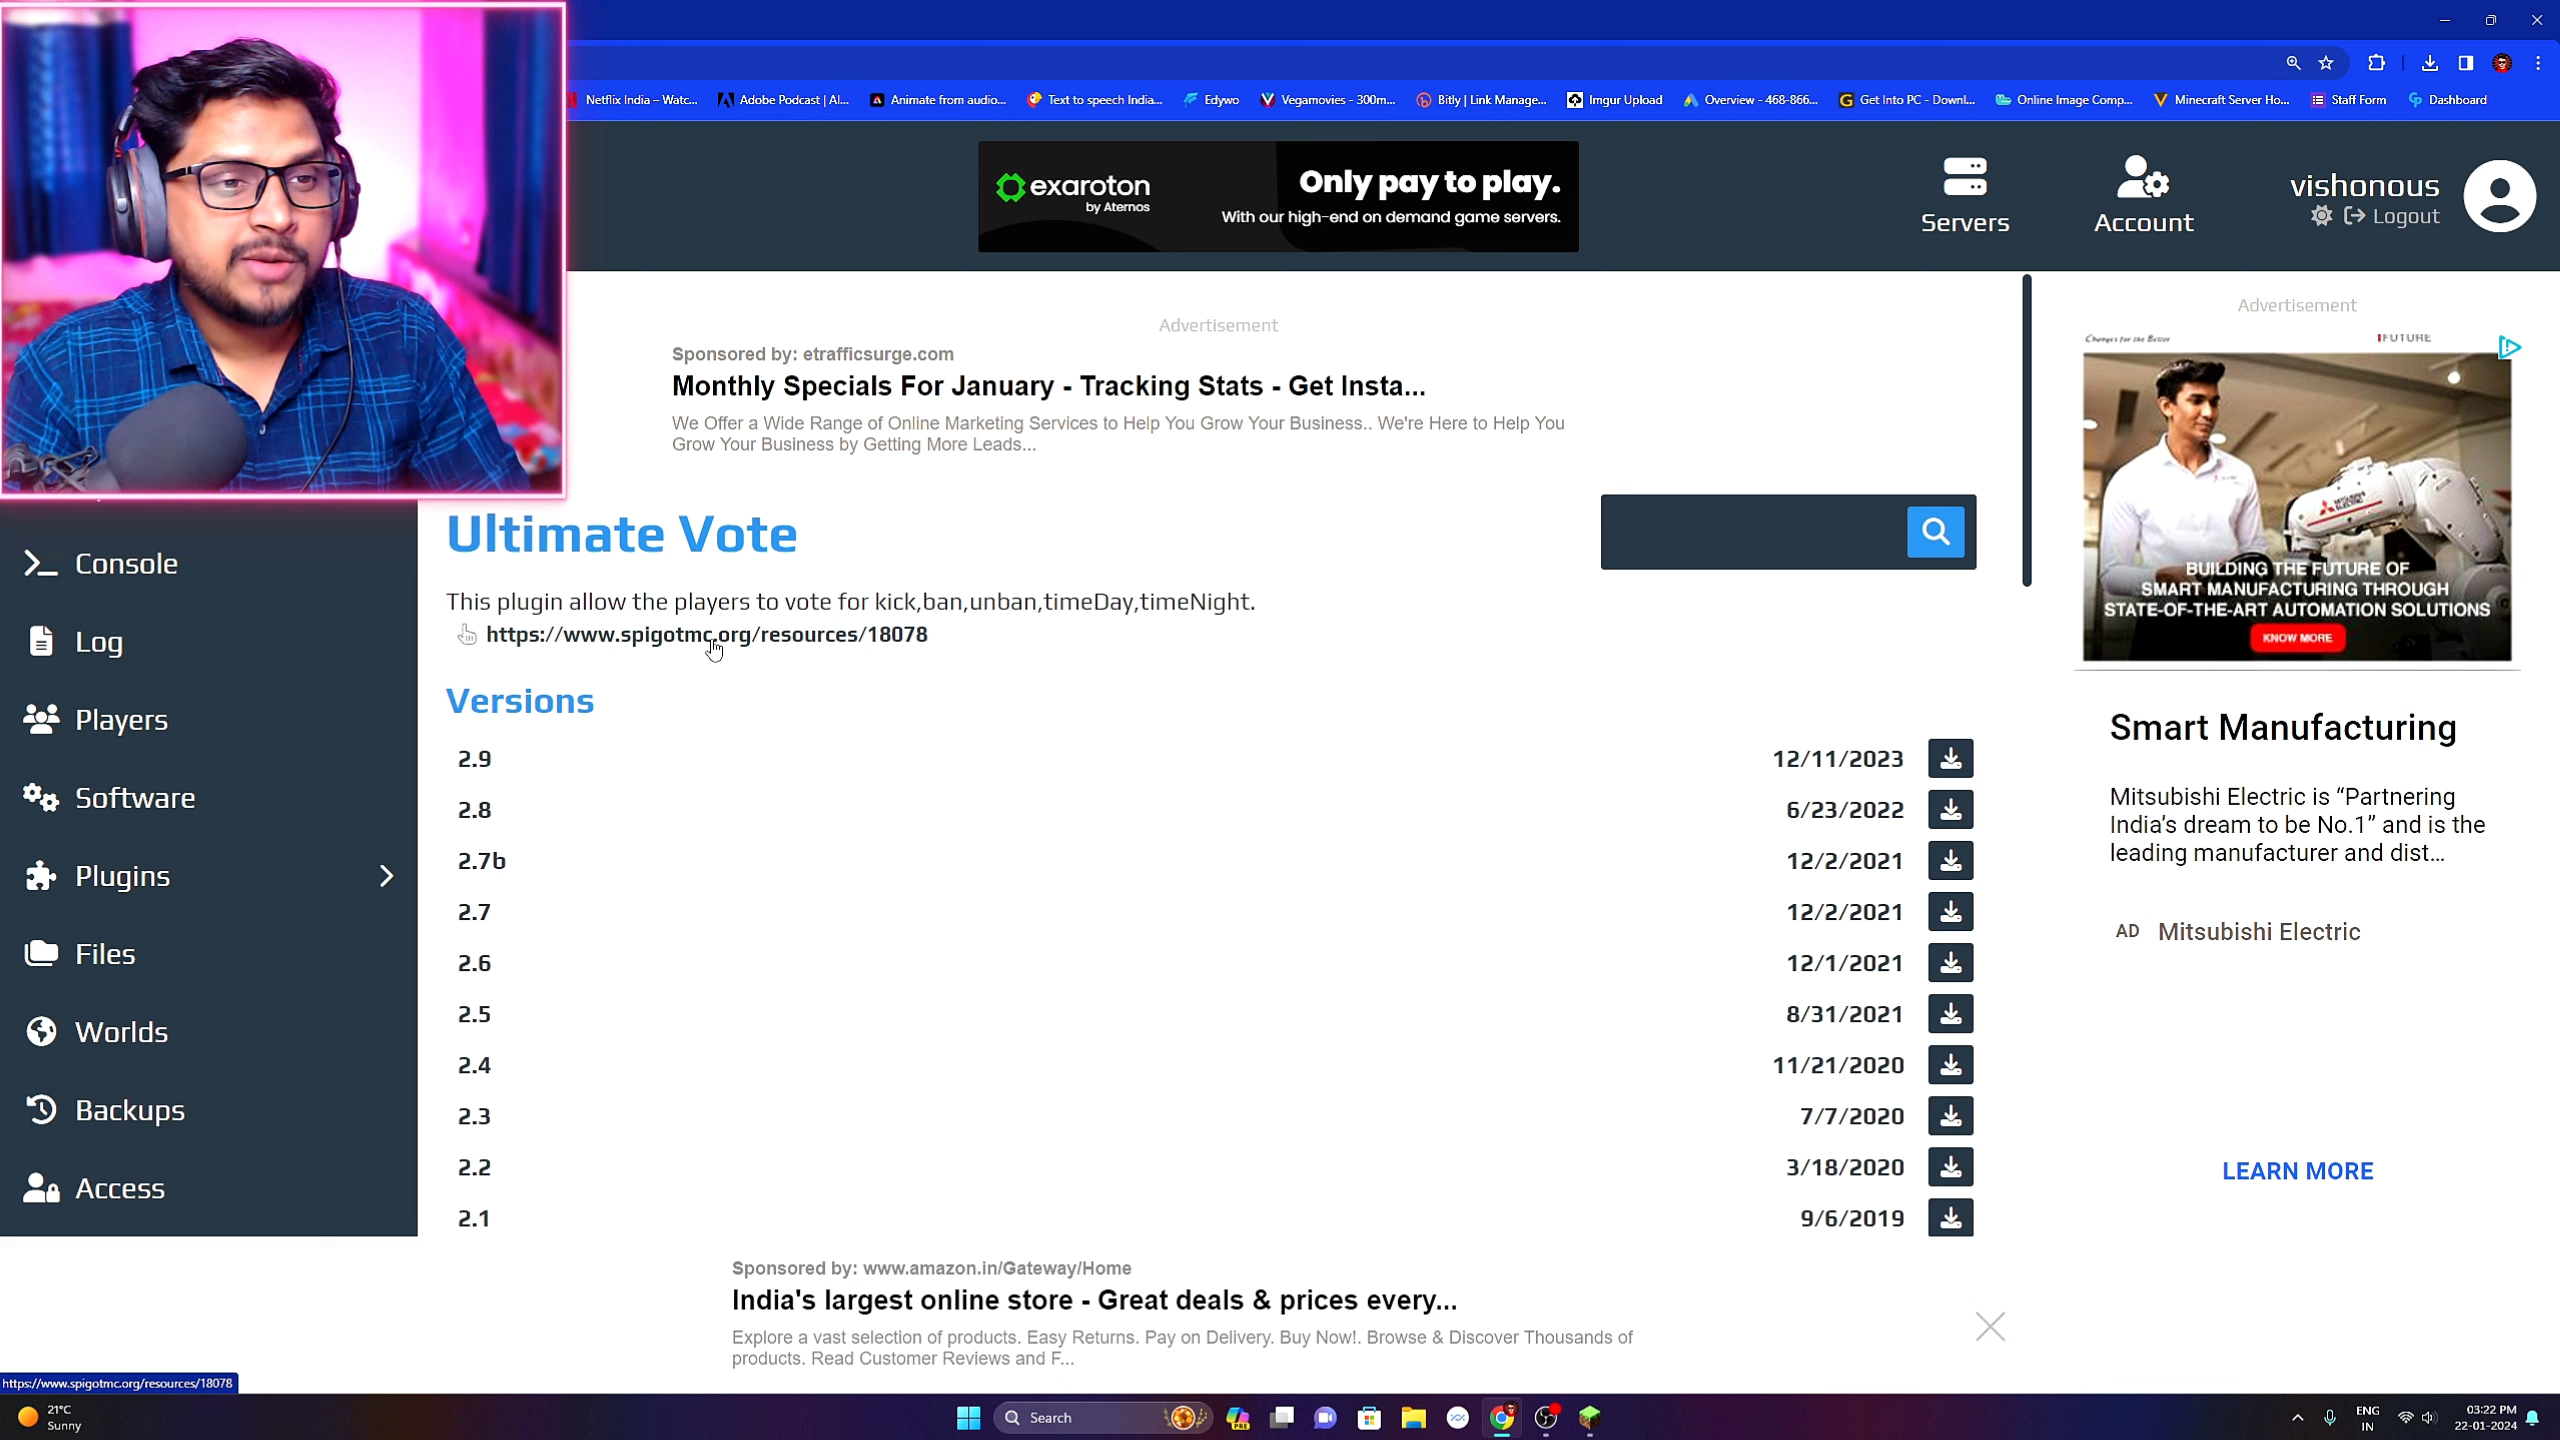 Netflix India – Watc...
Adobe Podcast | AI...
Animate from audio...
Text to speech India...
Edywo
Vegamovies - 300m...
Bitly | Link Manage...
Imgur Upload
Overview - 468-866...
Get Into PC - Downl...
Online Image Comp...
Minecraft Server Ho...
Staff Form
Dashboard
exaroton
by Aternos
Only pay to play.
With our high-end on demand game servers.
Servers
Account
vishonous
Logout
Advertisement
Sponsored by: etrafficsurge.com
Monthly Specials For January - Tracking Stats - Get Insta...
We Offer a Wide Range of Online Marketing Services to Help You Grow Your Business.. We're Here to Help You
Grow Your Business by Getting More Leads...
Advertisement
Changes for the Better
FUTURE
MITSUBISHI
BUILDING THE FUTURE OF
SMART MANUFACTURING THROUGH
STATE-OF-THE-ART AUTOMATION SOLUTIONS
KNOW MORE
Smart Manufacturing
Mitsubishi Electric is “Partnering
India’s dream to be No.1” and is the
leading manufacturer and dist...
AD Mitsubishi Electric
LEARN MORE
Console
Log
Players
Software
Plugins
Files
Worlds
Backups
Access
Ultimate Vote
This plugin allow the players to vote for kick,ban,unban,timeDay,timeNight.
https://www.spigotmc.org/resources/18078
Versions
2.9 12/11/2023
2.8 6/23/2022
2.7b 12/2/2021
2.7 12/2/2021
2.6 12/1/2021
2.5 8/31/2021
2.4 11/21/2020
2.3 7/7/2020
2.2 3/18/2020
2.1 9/6/2019
Sponsored by: www.amazon.in/Gateway/Home
India's largest online store - Great deals & prices every...
Explore a vast selection of products. Easy Returns. Pay on Delivery. Buy Now!. Browse & Discover Thousands of
products. Read Customer Reviews and F...
https://www.spigotmc.org/resources/18078
21°C
Sunny
Search
PRE
ENG
IN
03:22 PM
22-01-2024